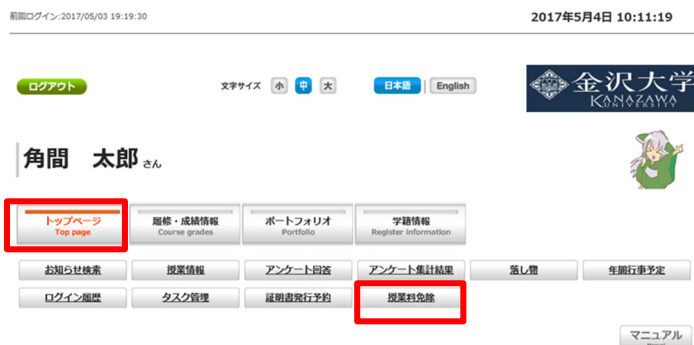 前回ログイン:2017/05/03 19:19:30
2017年5月4日 10:11:19
ログアウト
文字サイズ 小 中 大
日本語 | English
金沢大学
KANAZAWA
UNIVERSITY
角間 太郎 さん
トップページ
Top page
履修・成績情報
Course grades
ポートフォリオ
Portfolio
学籍情報
Register information
お知らせ検索 授業情報 アンケート回答 アンケート集計結果 落し物 年間行事予定
ログイン履歴 タスク管理 証明書発行予約 授業料免除
マニュアル